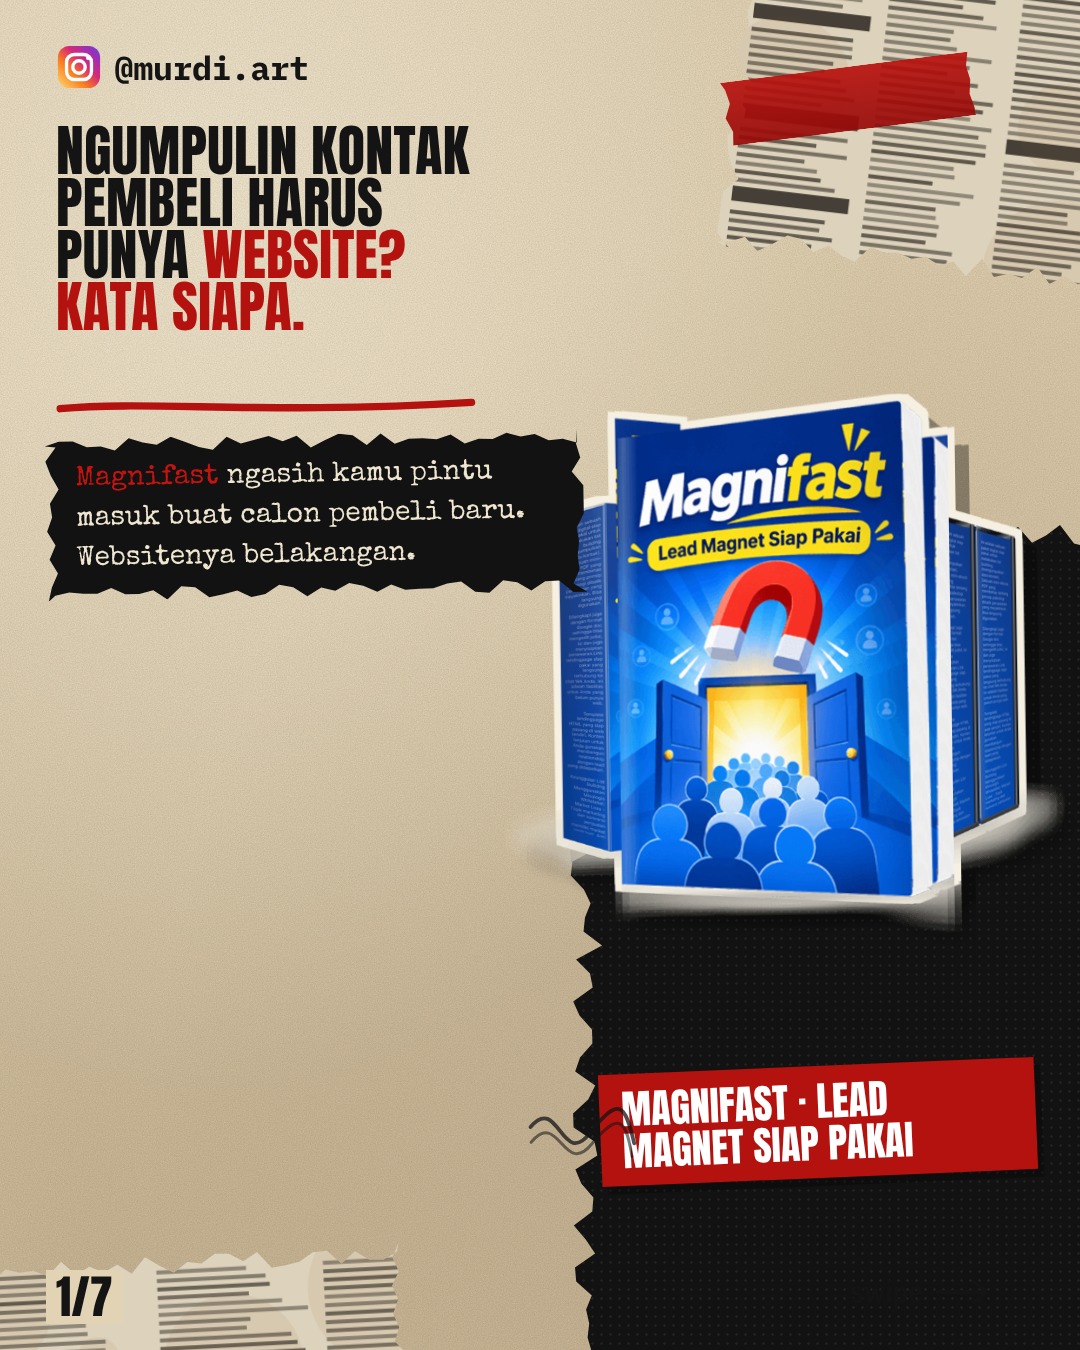 @murdi.art
NGUMPULIN KONTAK
PEMBELI HARUS
PUNYA WEBSITE?
KATA SIAPA.
Magnifast ngasih kamu pintu
masuk buat calon pembeli baru.
Websitenya belakangan.
Magnifast
Lead Magnet Siap Pakai
MAGNIFAST · LEAD
MAGNET SIAP PAKAI
1/7